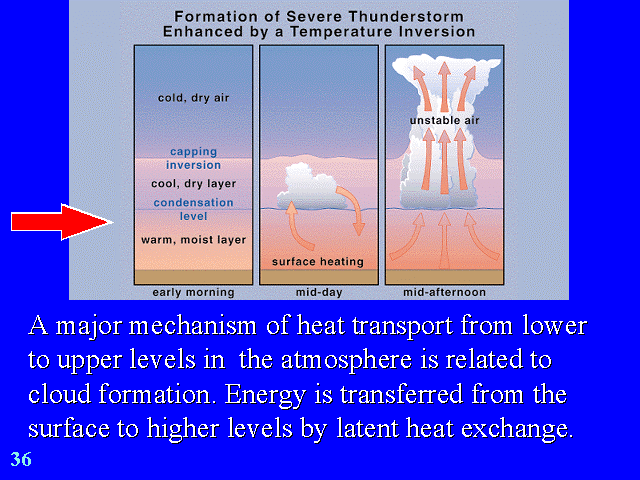 Formation of Severe Thunderstorm
Enhanced by a Temperature Inversion
cold, dry air
capping
inversion
cool, dry layer
condensation
level
warm, moist layer
early morning
surface heating
mid-day
unstable air
mid-afternoon
A major mechanism of heat transport from lower
to upper levels in  the atmosphere is related to
cloud formation. Energy is transferred from the
surface to higher levels by latent heat exchange.
36